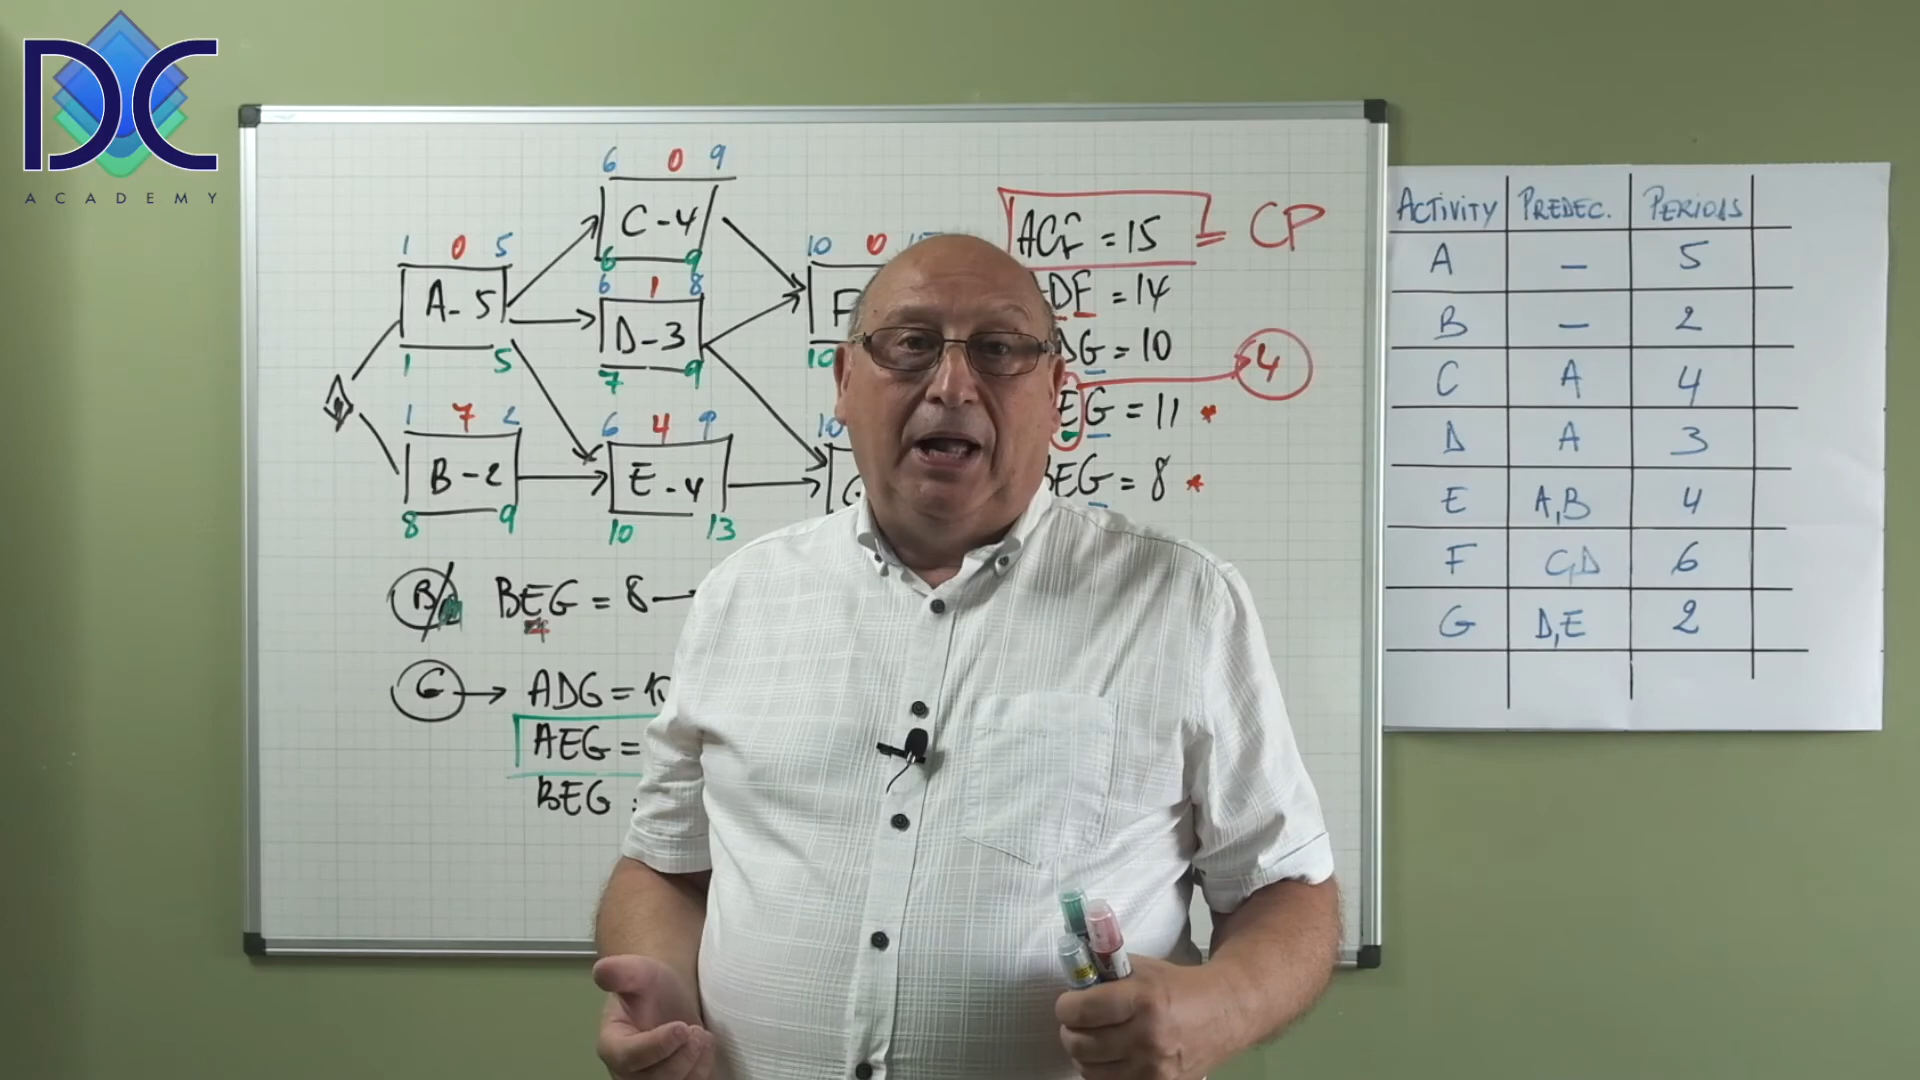 DC
ACADEMY
6 0 9
C-4
6 9
1 0 5
A-5
1 5
6 1 8
D-3
7 9
10 0
F
10
1 7 2
B-2
8 9
6 4 9
E-4
10 13
10
G
ACF = 15 = CP
DF = 14
DG = 10
EG = 11 * 4
BEG = 8 *
B BEG = 8
G ADG = 10
AEG =
BEG =
ACTIVITY PREDEC. PERIODS
A — 5
B — 2
C A 4
D A 3
E A,B 4
F C,D 6
G D,E 2